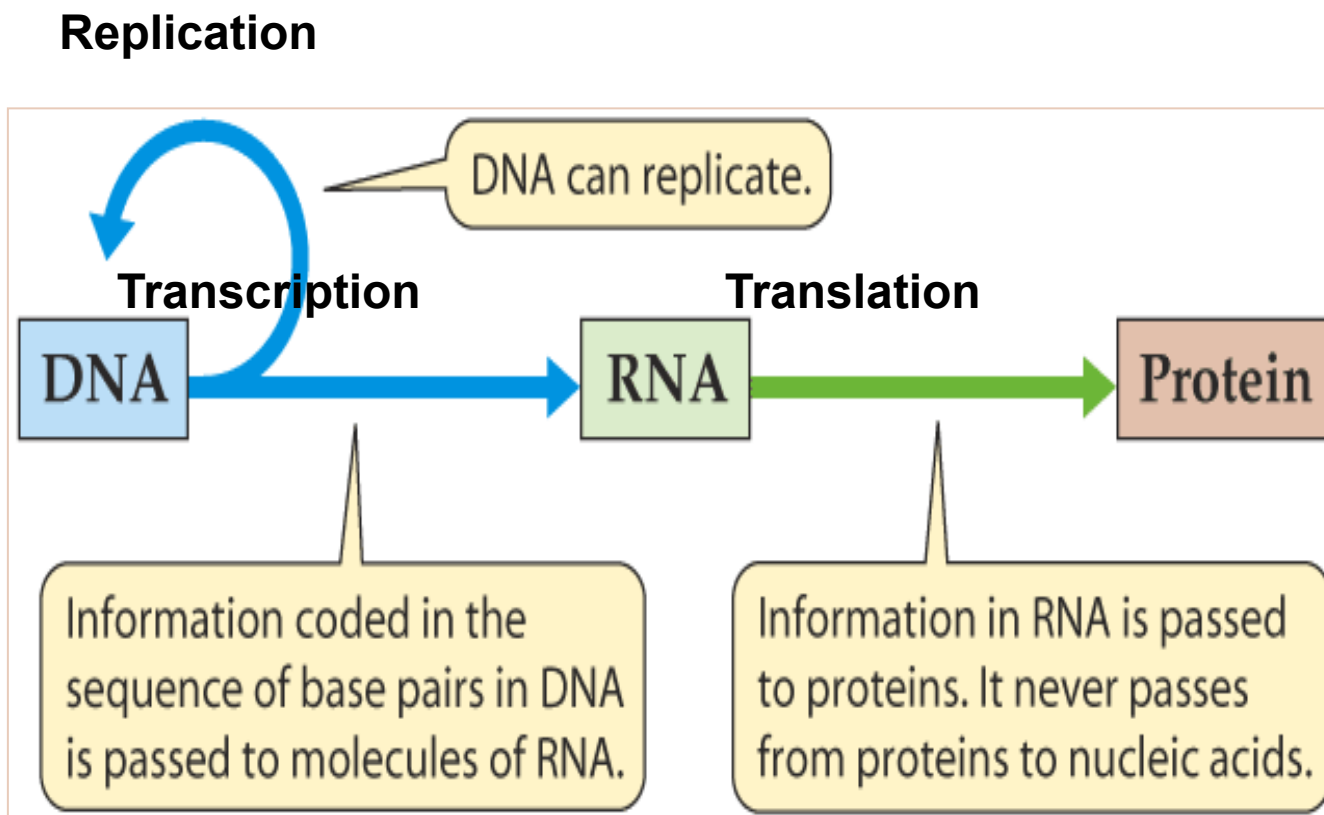 Replication
DNA can replicate.
Transcription
Translation
DNA
RNA
Protein
Information coded in the
sequence of base pairs in DNA
is passed to molecules of RNA.
Information in RNA is passed
to proteins. It never passes
from proteins to nucleic acids.